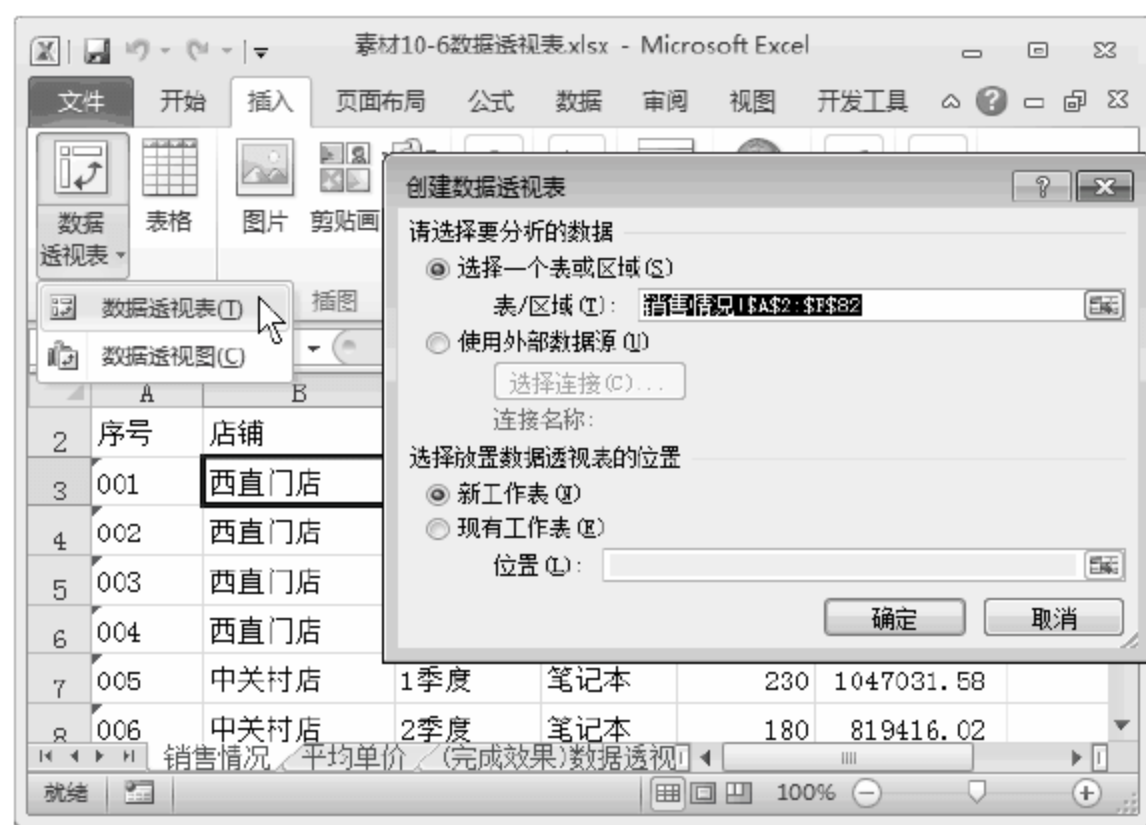 素材10-6数据透视表.xlsx - Microsoft Excel
文件 开始 插入 页面布局 公式 数据 审阅 视图 开发工具
数据透视表 表格 图片 剪贴画
创建数据透视表
请选择要分析的数据
选择一个表或区域(S)
表/区域(T): 销售情况!$A$2:$F$82
使用外部数据源(U)
选择连接(C)...
连接名称:
选择放置数据透视表的位置
新工作表(N)
现有工作表(E)
位置(L):
确定 取消
数据透视表(T) 插图
数据透视图(C)
A B
2 序号 店铺
3 001 西直门店
4 002 西直门店
5 003 西直门店
6 004 西直门店
7 005 中关村店 1季度 笔记本 230 1047031.58
8 006 中关村店 2季度 笔记本 180 819416.02
销售情况 平均单价 (完成效果)数据透视
就绪 100%